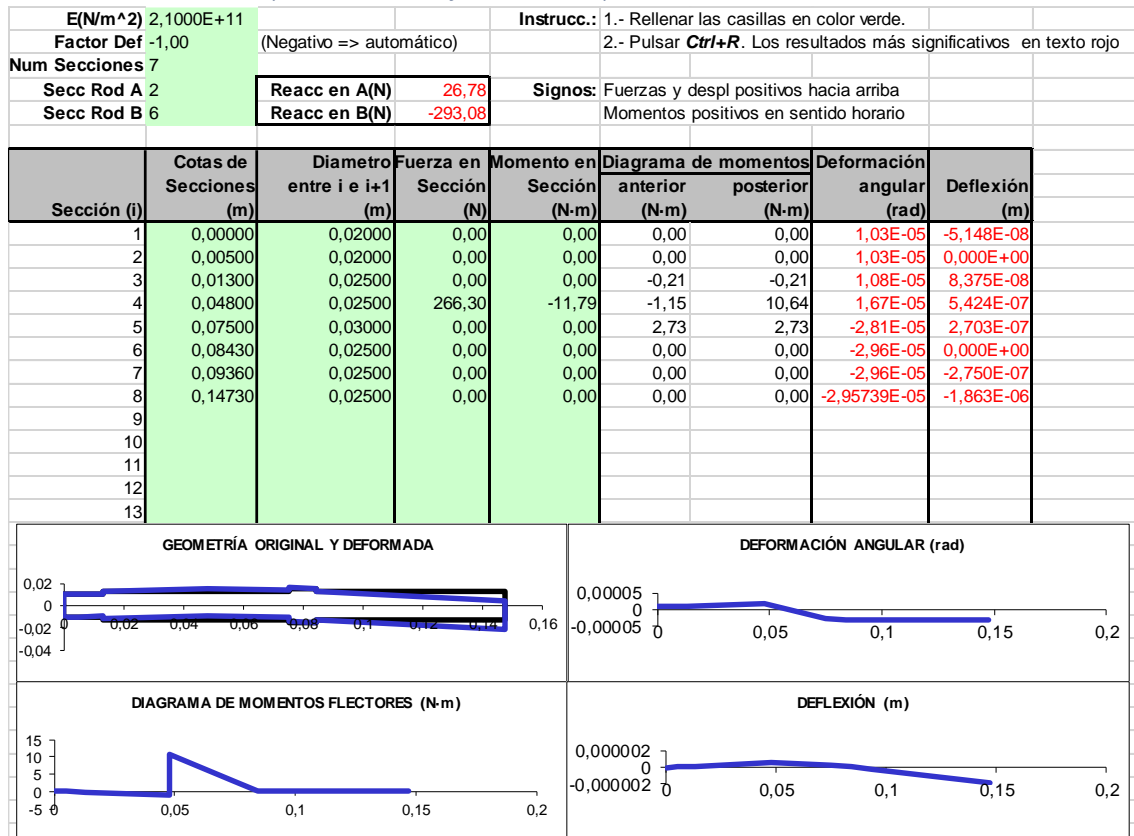 E(N/m^2) 2,1000E+11 Instrucc.: 1.- Rellenar las casillas en color verde.
Factor Def -1,00 (Negativo => automático) 2.- Pulsar Ctrl+R. Los resultados más significativos en texto rojo
Num Secciones 7
Secc Rod A 2 Reacc en A(N) 26,78 Signos: Fuerzas y despl positivos hacia arriba
Secc Rod B 6 Reacc en B(N) -293,08 Momentos positivos en sentido horario
Cotas de Diametro Fuerza en Momento en Diagrama de momentos Deformación
Secciones entre i e i+1 Sección Sección anterior posterior angular Deflexión
Sección (i) (m) (m) (N) (N·m) (N·m) (N·m) (rad) (m)
1 0,00000 0,02000 0,00 0,00 0,00 0,00 1,03E-05 -5,148E-08
2 0,00500 0,02000 0,00 0,00 0,00 0,00 1,03E-05 0,000E+00
3 0,01300 0,02500 0,00 0,00 -0,21 -0,21 1,08E-05 8,375E-08
4 0,04800 0,02500 266,30 -11,79 -1,15 10,64 1,67E-05 5,424E-07
5 0,07500 0,03000 0,00 0,00 2,73 2,73 -2,81E-05 2,703E-07
6 0,08430 0,02500 0,00 0,00 0,00 0,00 -2,96E-05 0,000E+00
7 0,09360 0,02500 0,00 0,00 0,00 0,00 -2,96E-05 -2,750E-07
8 0,14730 0,02500 0,00 0,00 0,00 0,00 -2,95739E-05 -1,863E-06
9
10
11
12
13
GEOMETRÍA ORIGINAL Y DEFORMADA
0,02
0
-0,02
-0,04
0 0,02 0,04 0,06 0,08 0,1 0,12 0,14 0,16
DEFORMACIÓN ANGULAR (rad)
0,00005
0
-0,00005
0 0,05 0,1 0,15 0,2
DIAGRAMA DE MOMENTOS FLECTORES (N·m)
15
10
5
0
-5
0 0,05 0,1 0,15 0,2
DEFLEXIÓN (m)
0,000002
0
-0,000002
0 0,05 0,1 0,15 0,2